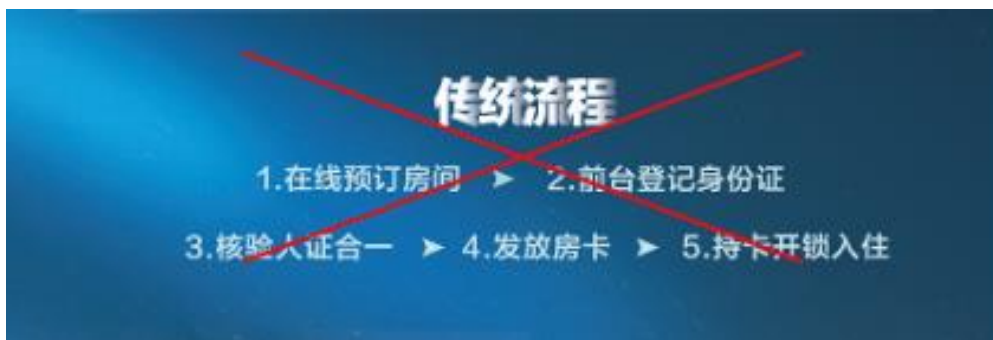 传统流程
1.在线预订房间 ➤ 2.前台登记身份证
3.核验人证合一 ➤ 4.发放房卡 ➤ 5.持卡开锁入住